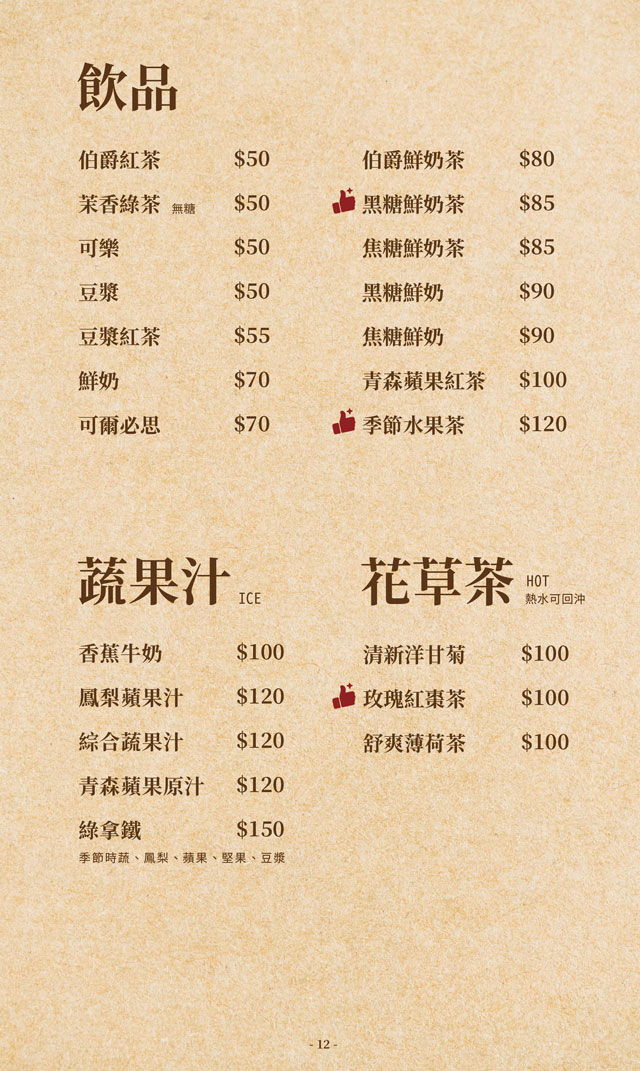 飲品
伯爵紅茶 $50
茉香綠茶 無糖 $50
可樂 $50
豆漿 $50
豆漿紅茶 $55
鮮奶 $70
可爾必思 $70
伯爵鮮奶茶 $80
黑糖鮮奶茶 $85
焦糖鮮奶茶 $85
黑糖鮮奶 $90
焦糖鮮奶 $90
青森蘋果紅茶 $100
季節水果茶 $120
蔬果汁 ICE
香蕉牛奶 $100
鳳梨蘋果汁 $120
綜合蔬果汁 $120
青森蘋果原汁 $120
綠拿鐵 $150
季節時蔬、鳳梨、蘋果、堅果、豆漿
花草茶 HOT
熱水可回沖
清新洋甘菊 $100
玫瑰紅棗茶 $100
舒爽薄荷茶 $100
- 12 -